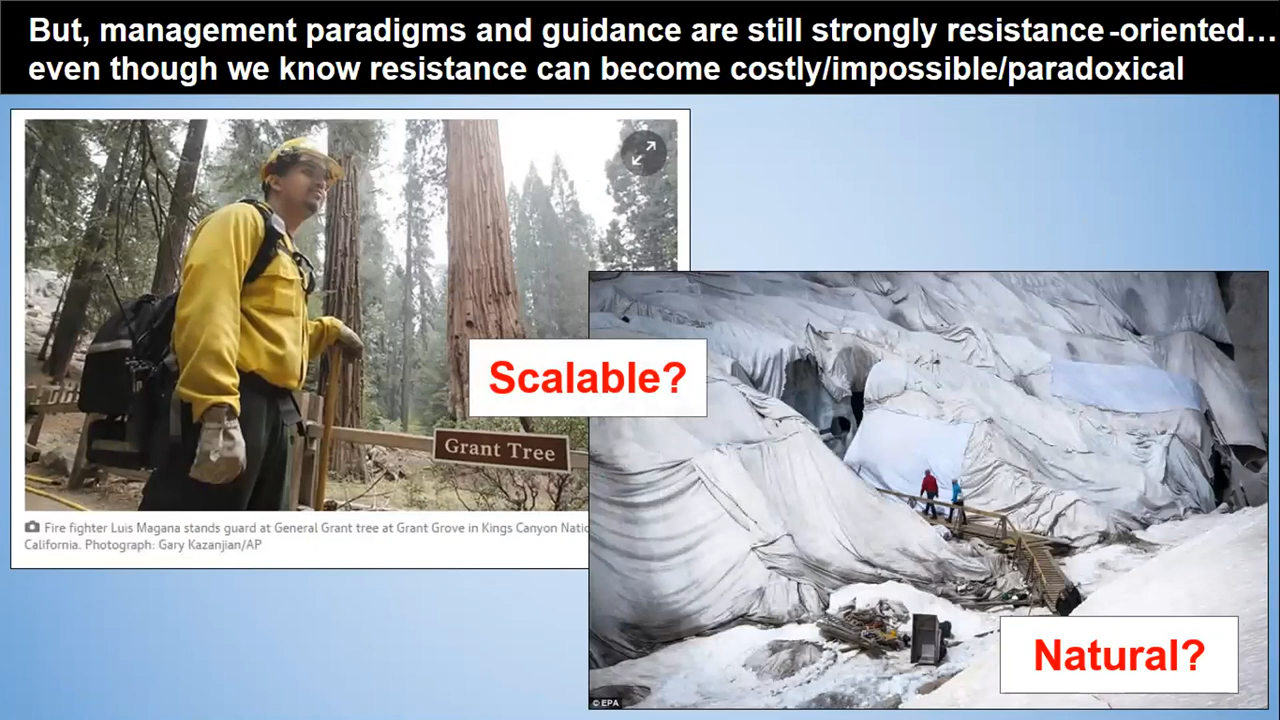 But, management paradigms and guidance are still strongly resistance-oriented…
even though we know resistance can become costly/impossible/paradoxical
Grant Tree
Fire fighter Luis Magana stands guard at General Grant tree at Grant Grove in Kings Canyon Natio
California. Photograph: Gary Kazanjian/AP
Scalable?
Natural?
© EPA